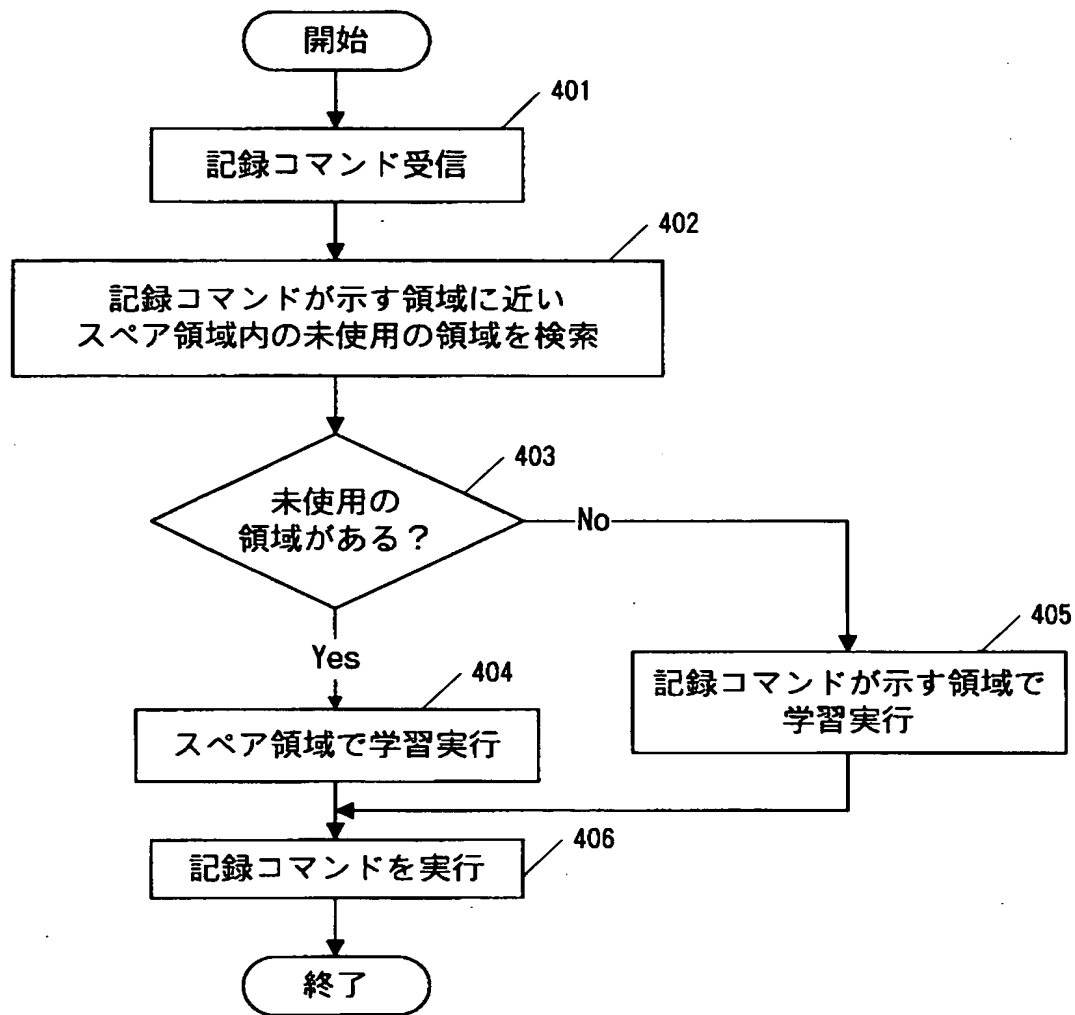 開始
401
記録コマンド受信
402
記録コマンドが示す領域に近い
スペア領域内の未使用の領域を検索
403
未使用の
領域がある？
No
Yes
404
スペア領域で学習実行
405
記録コマンドが示す領域で
学習実行
406
記録コマンドを実行
終了